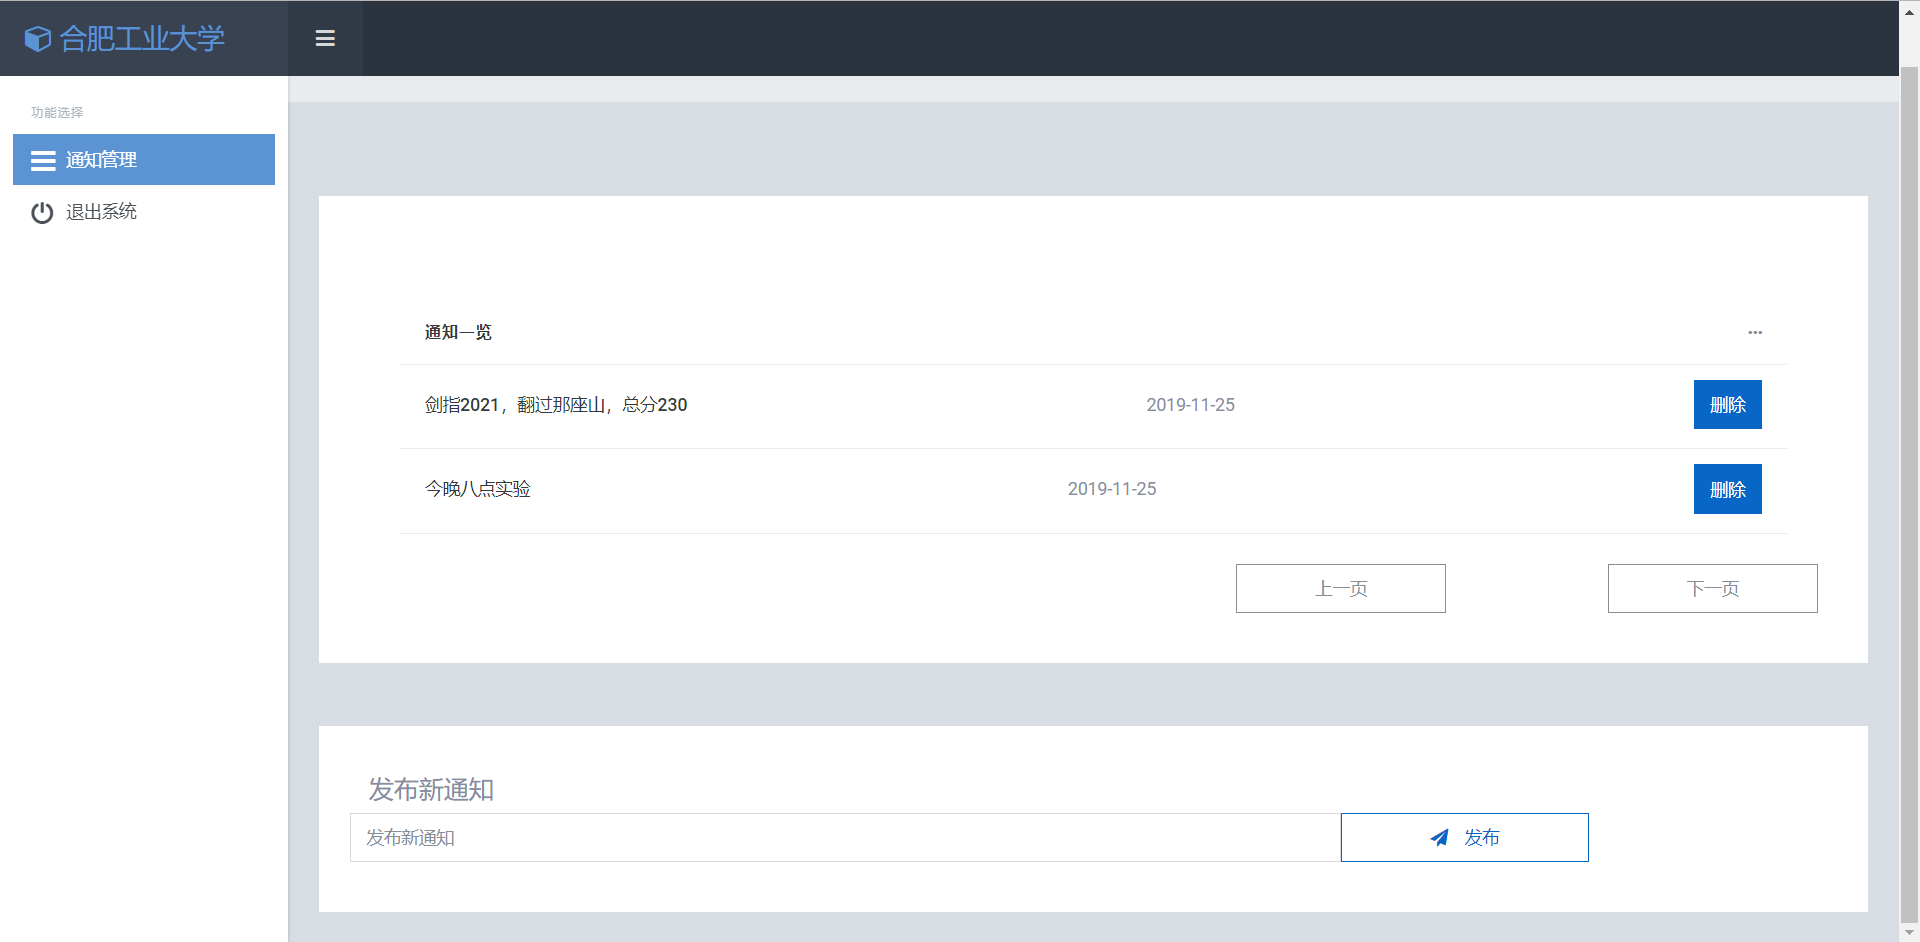 合肥工业大学
功能选择
通知管理
退出系统
通知一览
剑指2021，翻过那座山，总分230 2019-11-25 删除
今晚八点实验 2019-11-25 删除
上一页 下一页
发布新通知
发布新通知 发布